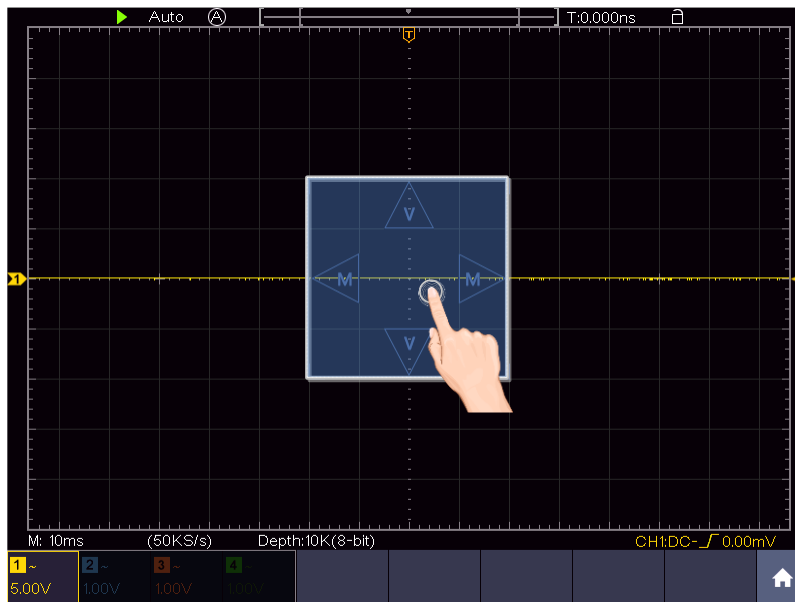 Auto A T:0.000ns
T
V
1 M M
V
M: 10ms (50KS/s) Depth:10K(8-bit) CH1:DC- 0.00mV
1 ~ 2 ~ 3 ~ 4 ~
5.00V 1.00V 1.00V 1.00V